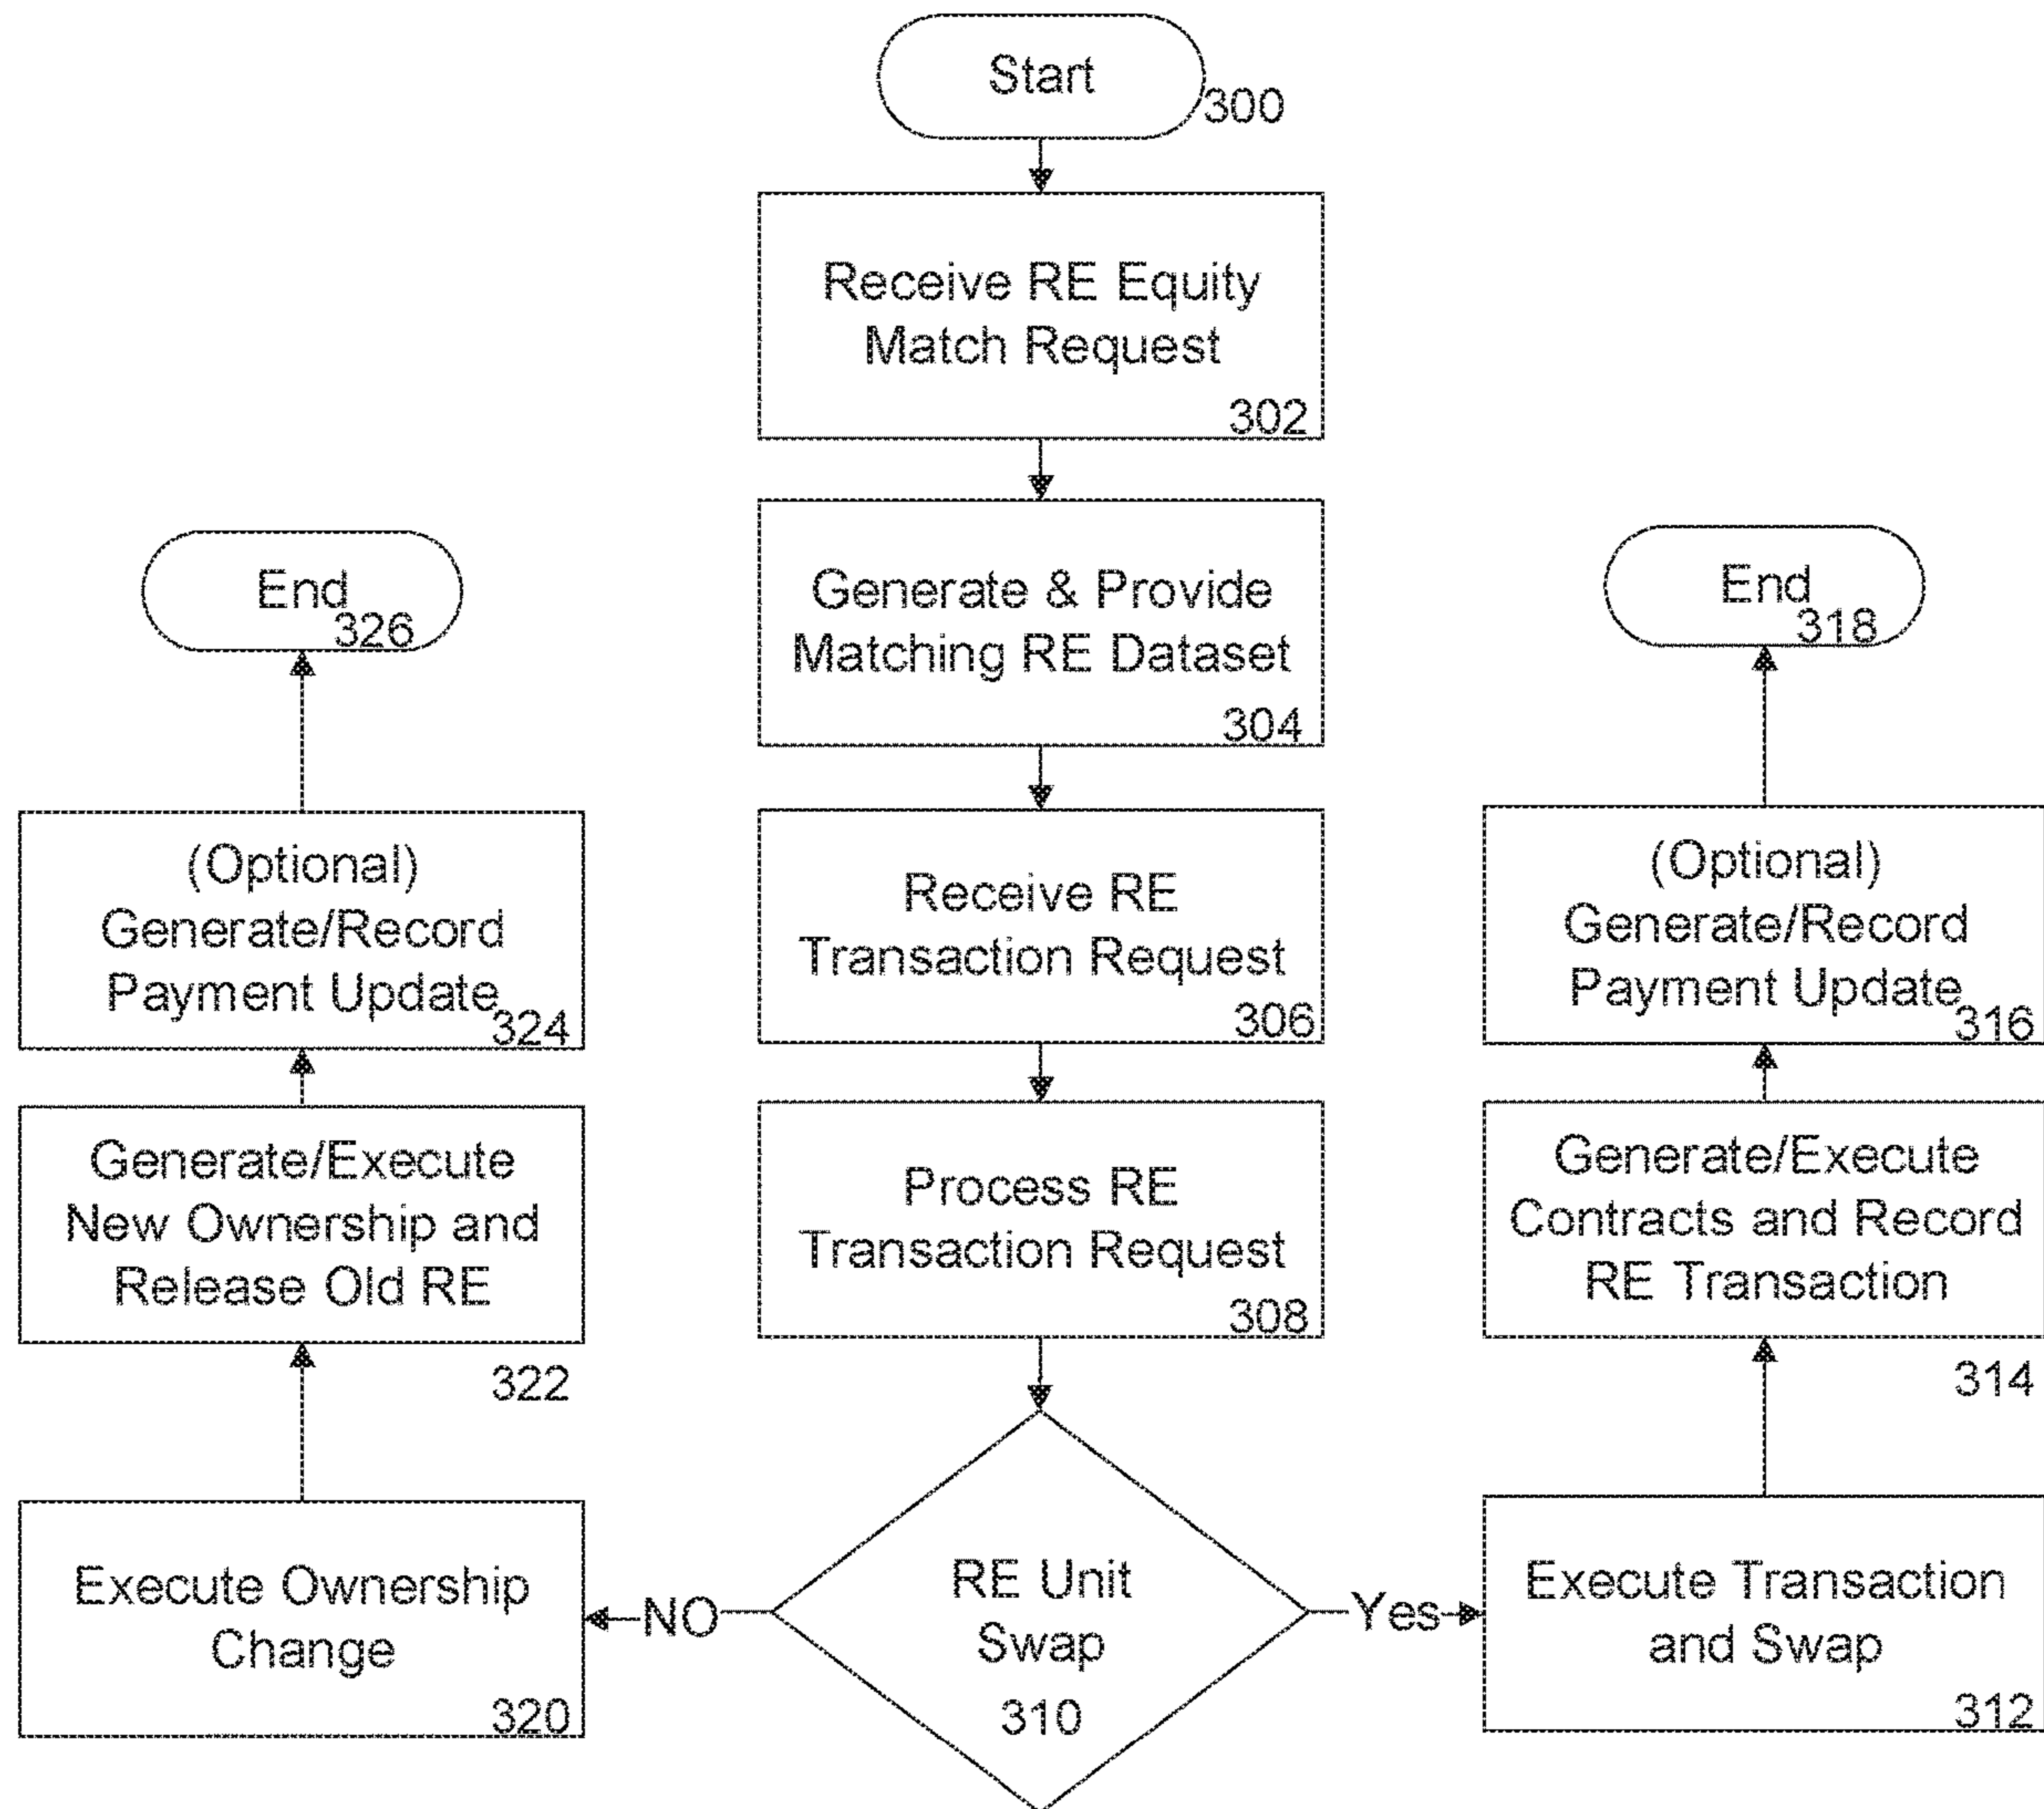 Start
300
Receive RE Equity
Match Request
302
Generate & Provide
Matching RE Dataset
304
Receive RE
Transaction Request
306
Process RE
Transaction Request
308
RE Unit
Swap
310
NO
Yes
Execute Ownership
Change
320
Generate/Execute
New Ownership and
Release Old RE
322
(Optional)
Generate/Record
Payment Update
324
End
326
Execute Transaction
and Swap
312
Generate/Execute
Contracts and Record
RE Transaction
314
(Optional)
Generate/Record
Payment Update
316
End
318